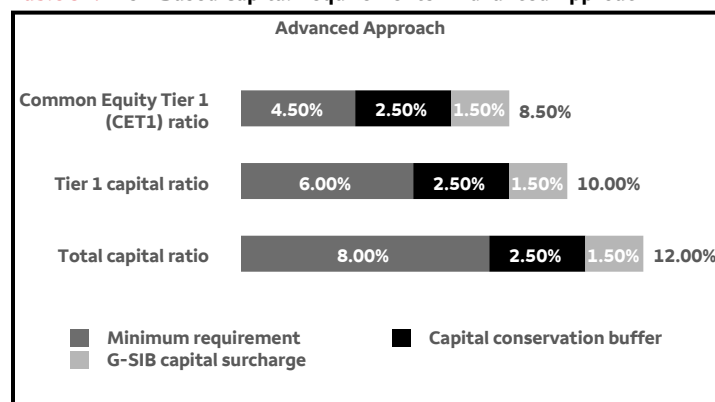 Advanced Approach
Common Equity Tier 1
(CET1) ratio
4.50% 2.50% 1.50% 8.50%
Tier 1 capital ratio 6.00% 2.50% 1.50% 10.00%
Total capital ratio 8.00% 2.50% 1.50% 12.00%
Minimum requirement Capital conservation buffer
G-SIB capital surcharge